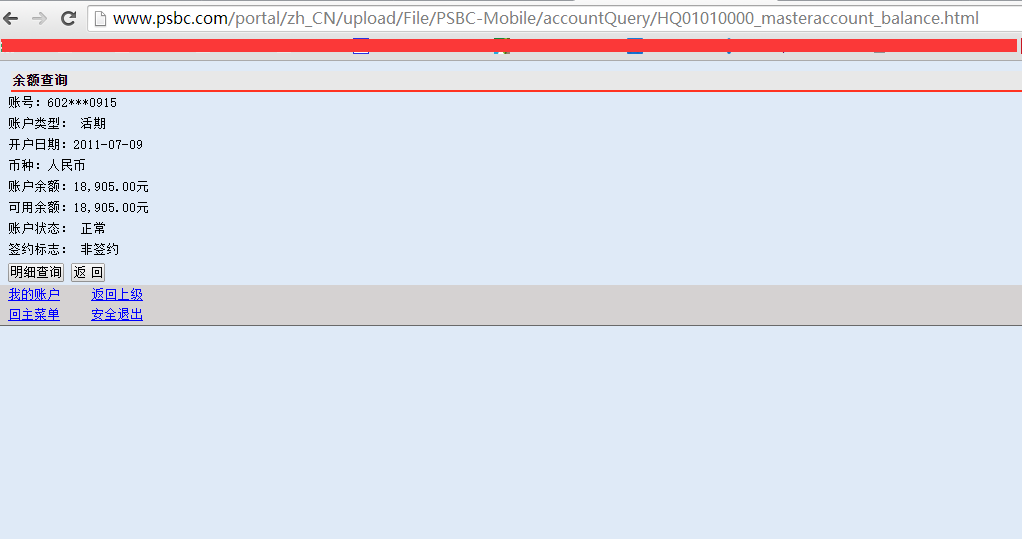 www.psbc.com/portal/zh_CN/upload/File/PSBC-Mobile/accountQuery/HQ01010000_masteraccount_balance.html
余额查询
账号：602***0915
账户类型： 活期
开户日期：2011-07-09
币种：人民币
账户余额：18,905.00元
可用余额：18,905.00元
账户状态： 正常
签约标志： 非签约
明细查询 返 回
我的账户 返回上级
回主菜单 安全退出